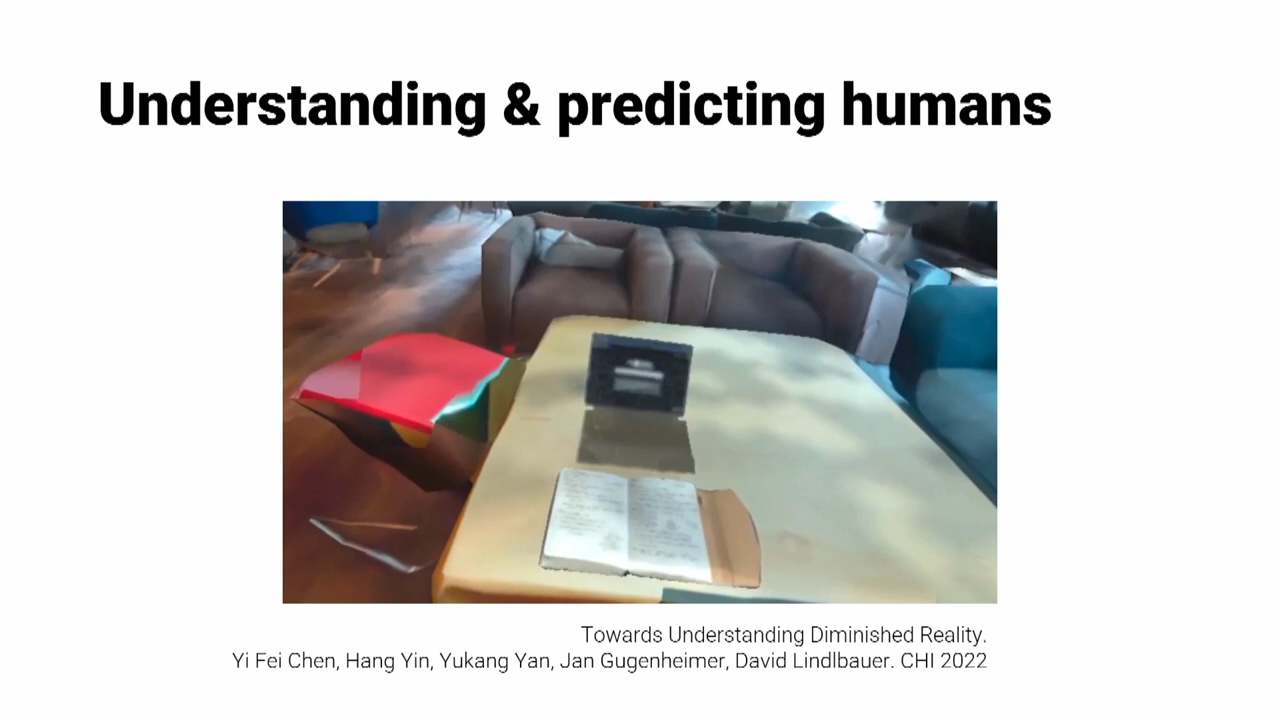 Understanding & predicting humans
Towards Understanding Diminished Reality.
Yi Fei Chen, Hang Yin, Yukang Yan, Jan Gugenheimer, David Lindlbauer. CHI 2022